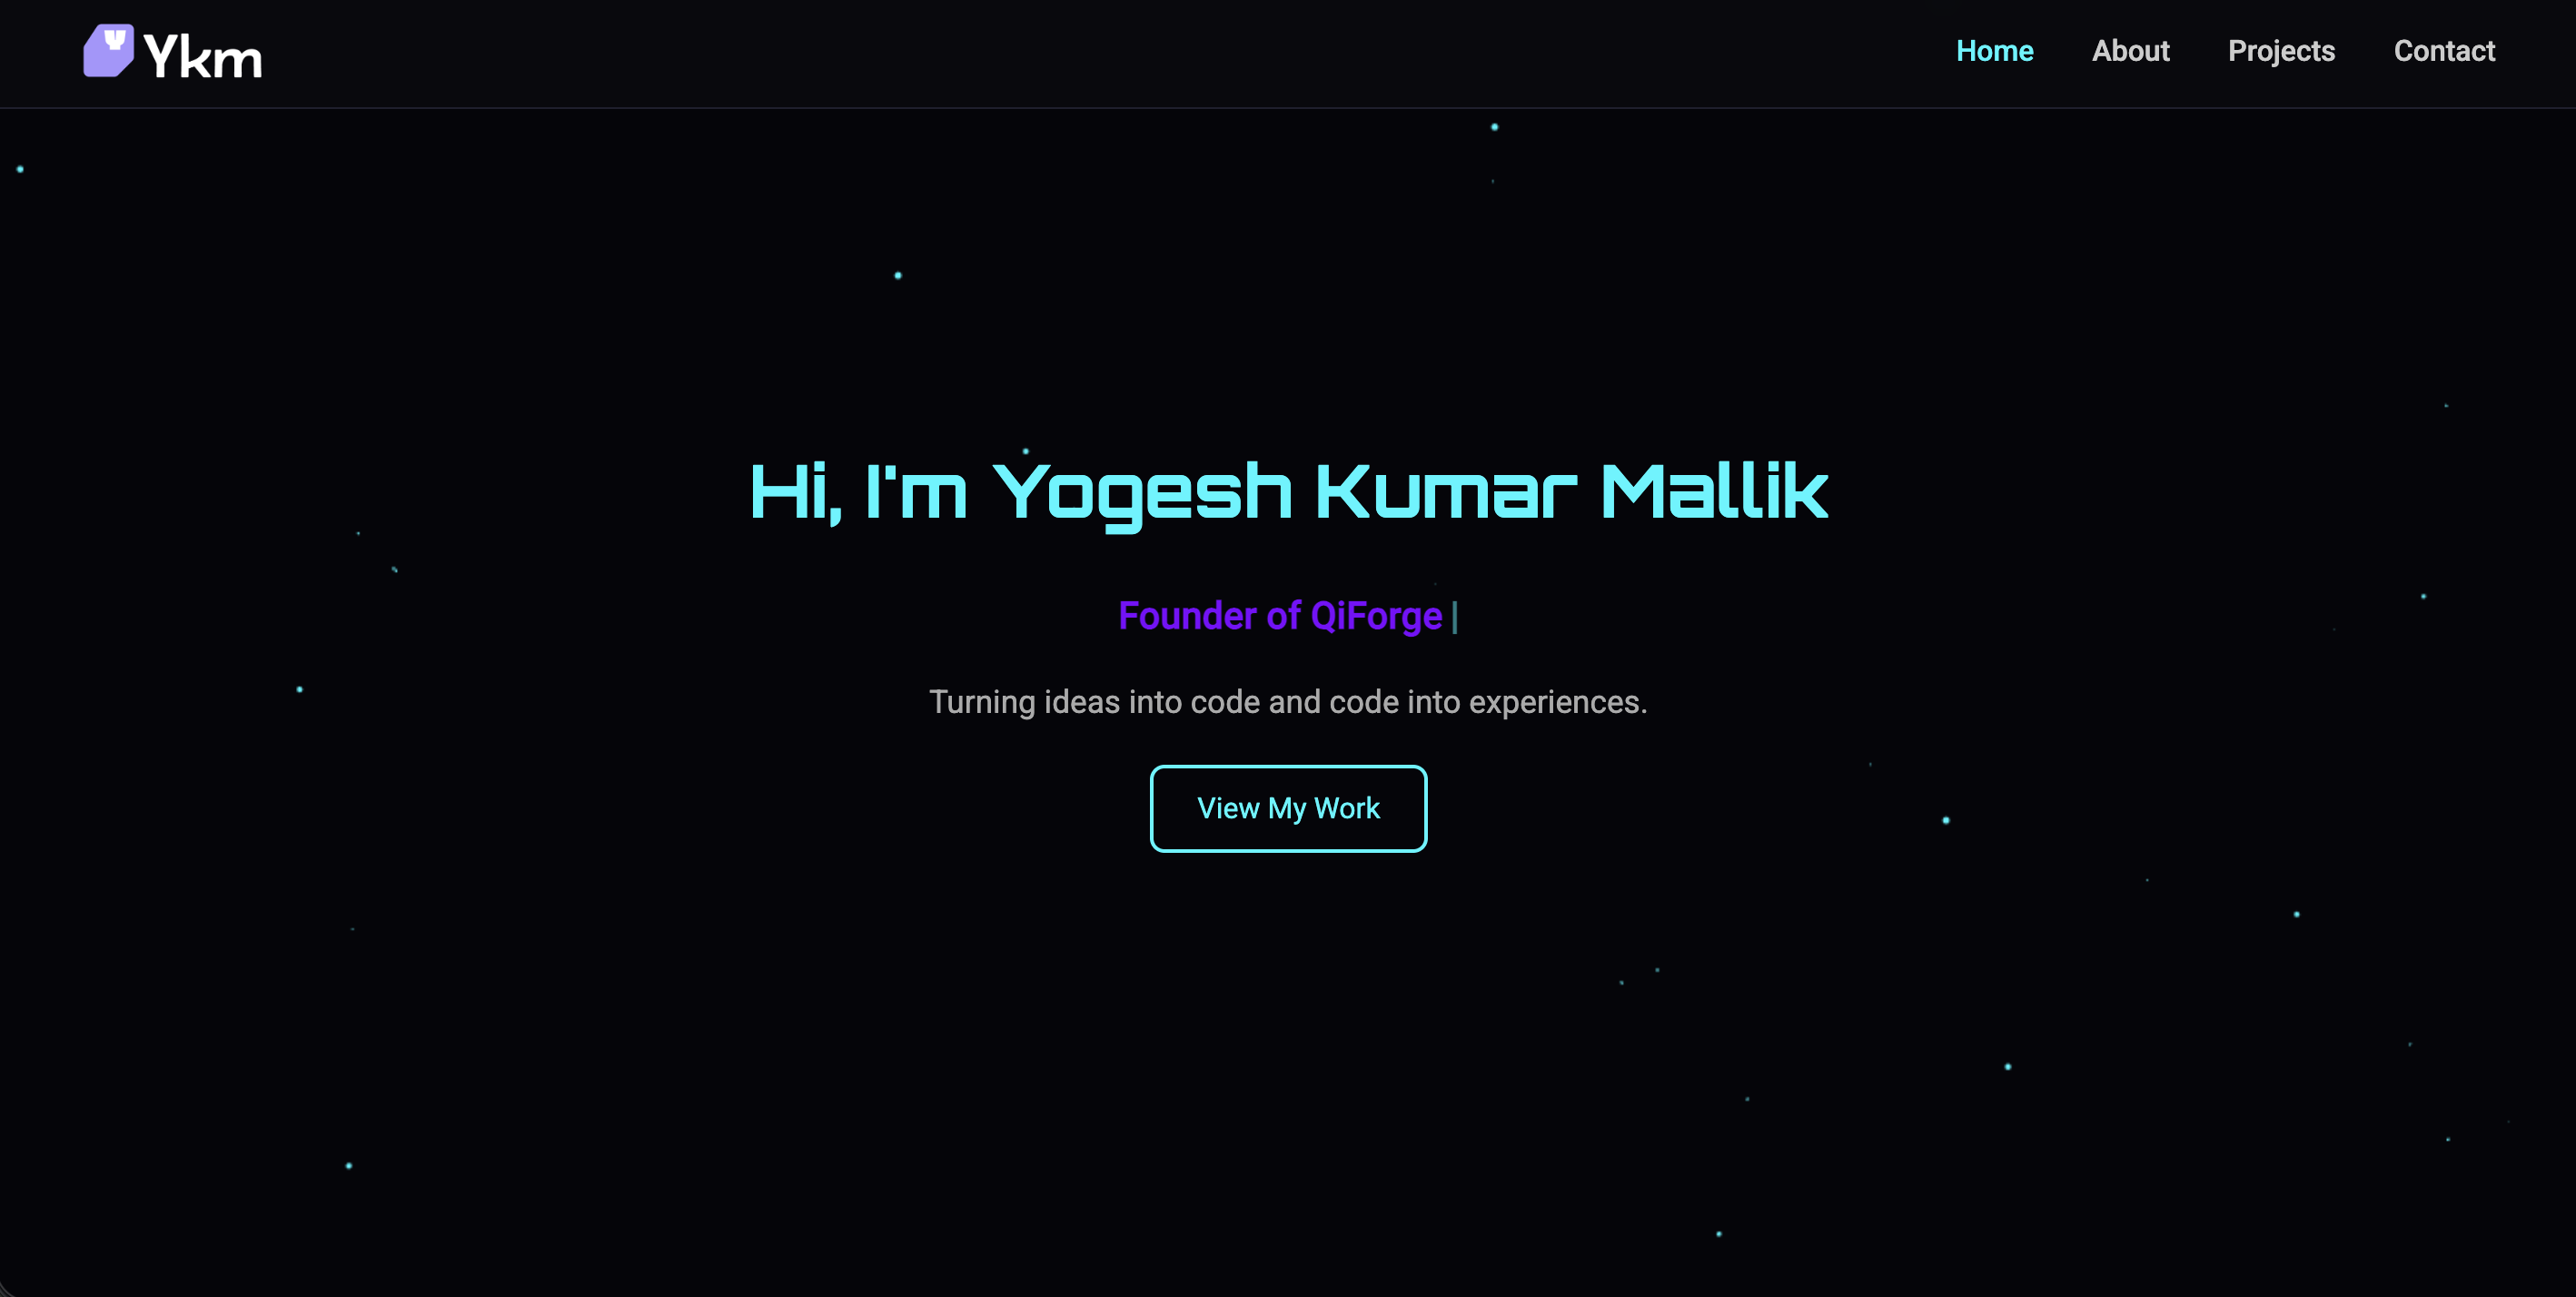 Ykm
Home About Projects Contact
Hi, I'm Yogesh Kumar Mallik
Founder of QiForge |
Turning ideas into code and code into experiences.
View My Work